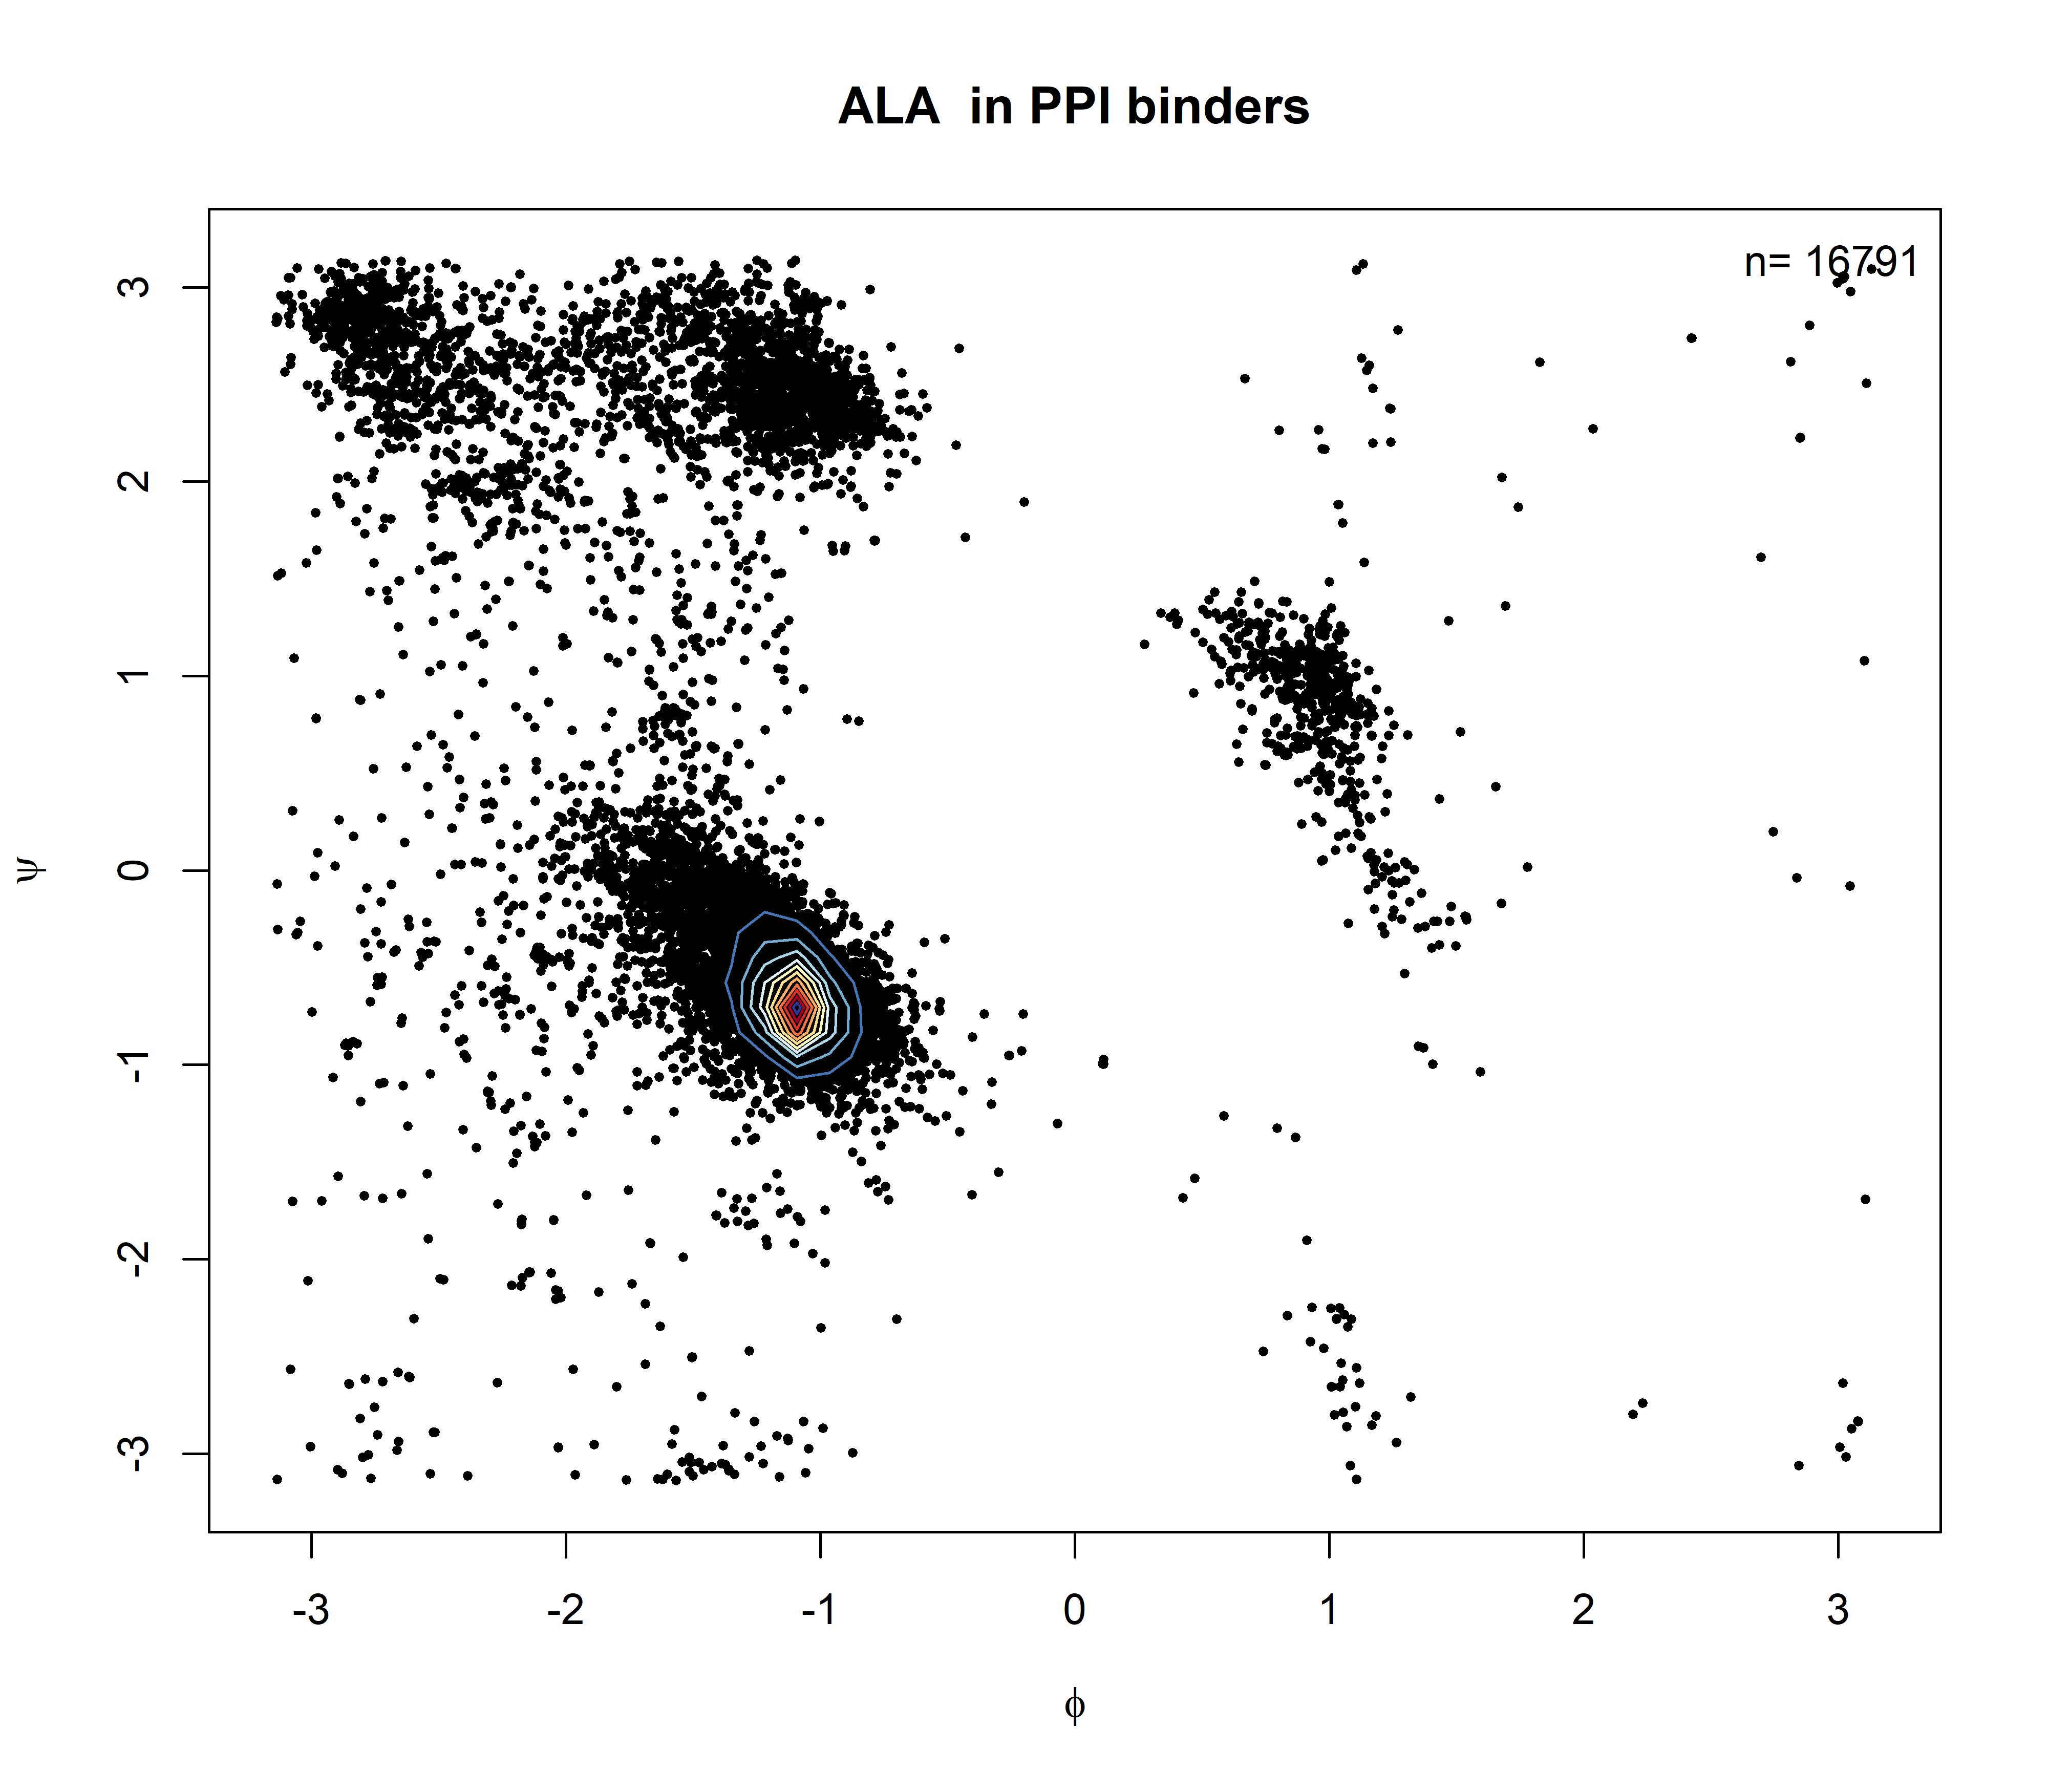 ALA  in PPI binders
n= 16791
3
2
1
0
-1
-2
-3
ψ
-3 -2 -1 0 1 2 3
ϕ